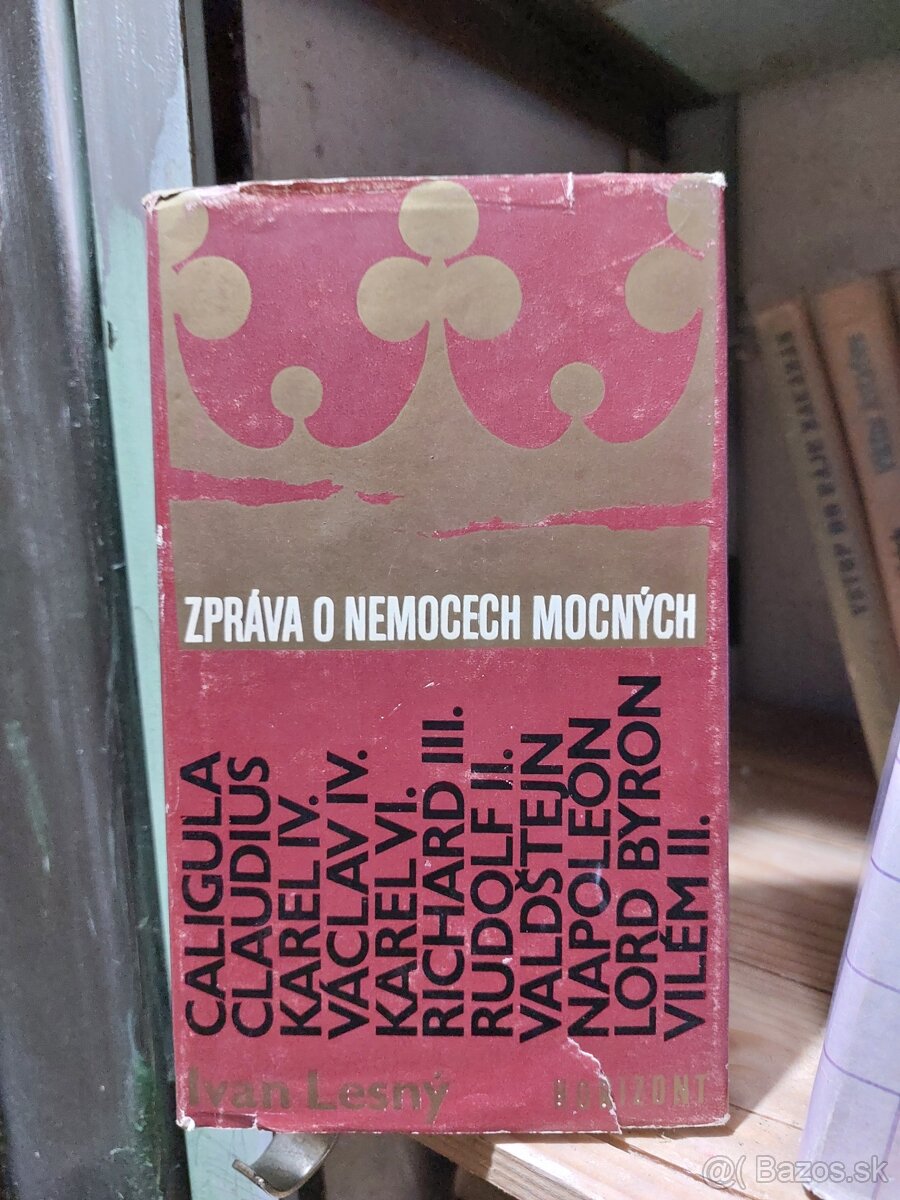 ZPRÁVA O NEMOCECH MOCNÝCH
CALIGULA
CLAUDIUS
KAREL IV.
VÁCLAV IV.
KAREL VI.
RICHARD III.
RUDOLF II.
VALDŠTEJN
NAPOLEON
LORD BYRON
VILÉM II.
Ivan Lesný
HORIZONT
@( Bazos.sk